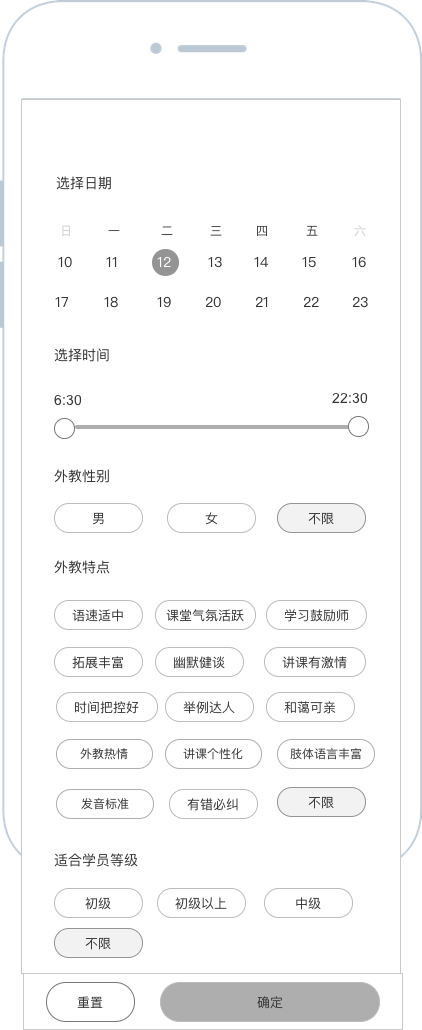 选择日期
日 一 二 三 四 五 六
10 11 12 13 14 15 16
17 18 19 20 21 22 23
选择时间
6:30 22:30
外教性别
男 女 不限
外教特点
语速适中 课堂气氛活跃 学习鼓励师
拓展丰富 幽默健谈 讲课有激情
时间把控好 举例达人 和蔼可亲
外教热情 讲课个性化 肢体语言丰富
发音标准 有错必纠 不限
适合学员等级
初级 初级以上 中级
不限
重置 确定